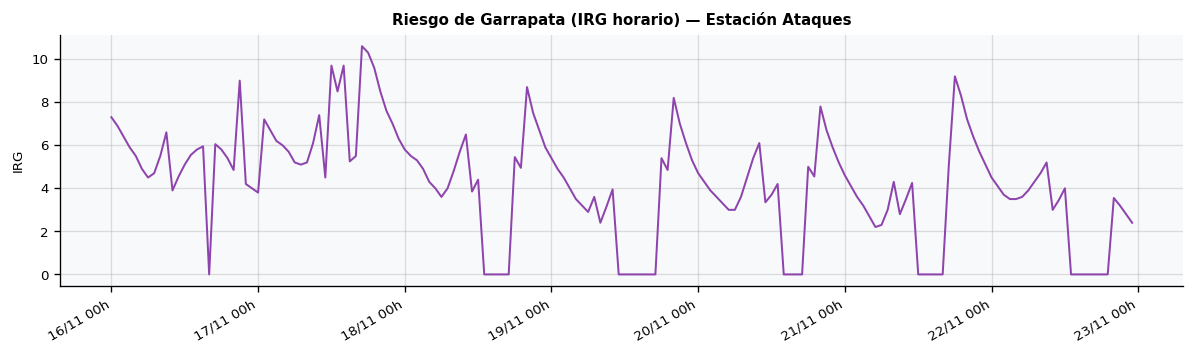 Riesgo de Garrapata (IRG horario) — Estación Ataques
IRG
10
8
6
4
2
0
16/11 00h
17/11 00h
18/11 00h
19/11 00h
20/11 00h
21/11 00h
22/11 00h
23/11 00h